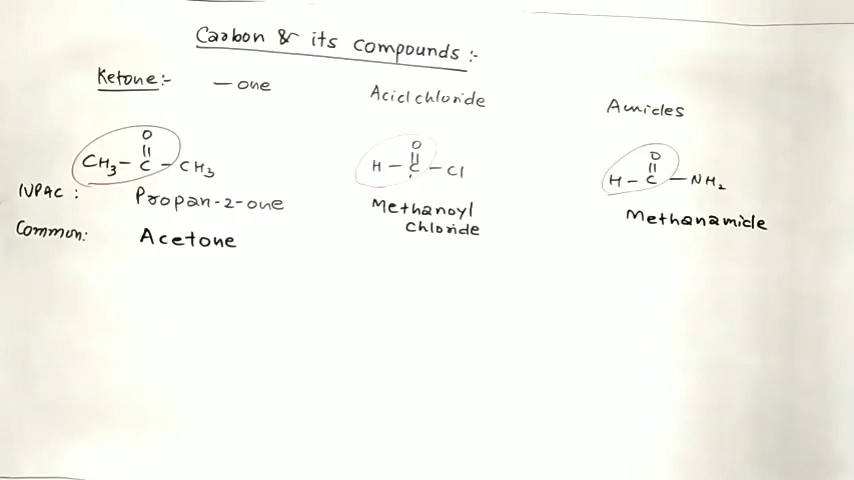 Carbon & its compounds :-
Ketone:- — one
Acid chloride
Amides
O
||
CH₃ – C – CH₃
O
||
H – C – Cl
O
||
H – C – NH₂
IUPAC : Propan-2-one
Methanoyl
Chloride
Methanamide
Common: Acetone